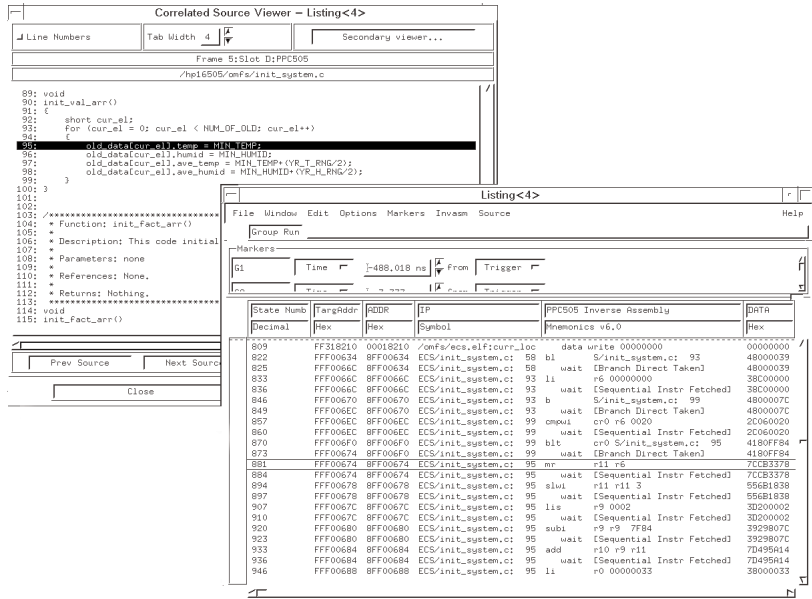 Correlated Source Viewer – Listing<4>
Line Numbers
Tab Width 4
Secondary viewer...
Frame 5:Slot D:PPC505
/hp16505/omfs/init_system.c
89: void
90: init_val_arr()
91: {
92: short cur_el;
93: for (cur_el = 0; cur_el < NUM_OF_OLD; cur_el++)
94: {
95: old_data[cur_el].temp = MIN_TEMP;
96: old_data[cur_el].humid = MIN_HUMID;
97: old_data[cur_el].ave_temp = MIN_TEMP+(YR_T_RNG/2);
98: old_data[cur_el].ave_humid = MIN_HUMID+(YR_H_RNG/2);
99: }
100: }
101:
102:
103: /***********************************
104: * Function: init_fact_arr()
105: *
106: * Description: This code initial
107: *
108: * Parameters: none
109: *
110: * References: None.
111: *
112: * Returns: Nothing.
113: ***********************************
114: void
115: init_fact_arr()
Prev Source
Next Sourc
Close
Listing<4>
File Window Edit Options Markers Invasm Source Help
Group Run
Markers
G1 Time -488.018 ns from Trigger
State Numb TargAddr ADDR IP PPC505 Inverse Assembly DATA
Decimal Hex Hex Symbol Mnemonics v6.0 Hex
809 FF318210 00018210 /omfs/ecs.elf:curr_loc data write 00000000 00000000
822 FFF00634 8FF00634 ECS/init_system.c: 58 bl S/init_system.c: 93 48000039
825 FFF0066C 8FF00634 ECS/init_system.c: 58 wait [Branch Direct Taken] 48000039
833 FFF0066C 8FF0066C ECS/init_system.c: 93 li r6 00000000 38C00000
836 FFF0066C 8FF0066C ECS/init_system.c: 93 wait [Sequential Instr Fetched] 38C00000
846 FFF00670 8FF00670 ECS/init_system.c: 93 b S/init_system.c: 99 4800007C
849 FFF006EC 8FF00670 ECS/init_system.c: 93 wait [Branch Direct Taken] 4800007C
857 FFF006EC 8FF006EC ECS/init_system.c: 99 cmpwi cr0 r6 0020 2C060020
860 FFF006EC 8FF006EC ECS/init_system.c: 99 wait [Sequential Instr Fetched] 2C060020
870 FFF006F0 8FF006F0 ECS/init_system.c: 99 blt cr0 S/init_system.c: 95 4180FF84
873 FFF00674 8FF006F0 ECS/init_system.c: 99 wait [Branch Direct Taken] 4180FF84
881 FFF00674 8FF00674 ECS/init_system.c: 95 mr r11 r6 7CCB3378
884 FFF00674 8FF00674 ECS/init_system.c: 95 wait [Sequential Instr Fetched] 7CCB3378
894 FFF00678 8FF00678 ECS/init_system.c: 95 slwi r11 r11 3 556B1838
897 FFF00678 8FF00678 ECS/init_system.c: 95 wait [Sequential Instr Fetched] 556B1838
907 FFF0067C 8FF0067C ECS/init_system.c: 95 lis r9 0002 3D200002
910 FFF0067C 8FF0067C ECS/init_system.c: 95 wait [Sequential Instr Fetched] 3D200002
920 FFF00680 8FF00680 ECS/init_system.c: 95 subi r9 r9 7F84 3929807C
923 FFF00680 8FF00680 ECS/init_system.c: 95 wait [Sequential Instr Fetched] 3929807C
933 FFF00684 8FF00684 ECS/init_system.c: 95 add r10 r9 r11 7D495A14
936 FFF00684 8FF00684 ECS/init_system.c: 95 wait [Sequential Instr Fetched] 7D495A14
946 FFF00688 8FF00688 ECS/init_system.c: 95 li r0 00000033 38000033